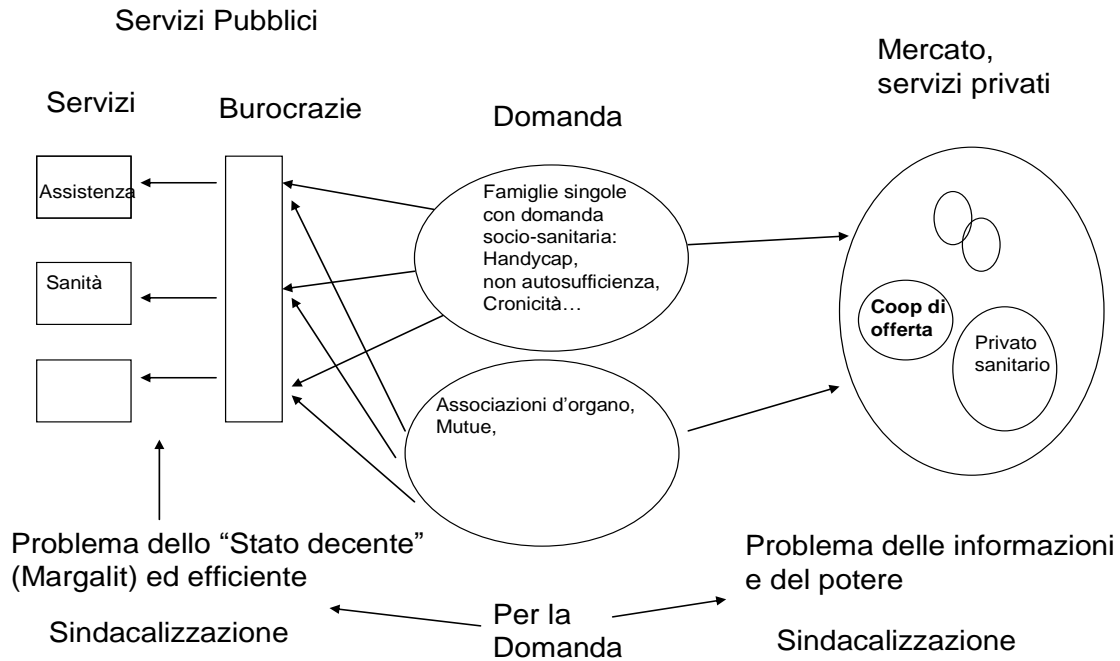 Servizi Pubblici
Mercato,
servizi privati
Servizi
Burocrazie
Domanda
Assistenza
Sanità
Famiglie singole
con domanda
socio-sanitaria:
Handycap,
non autosufficienza,
Cronicità…
Associazioni d’organo,
Mutue,
Coop di
offerta
Privato
sanitario
Problema dello “Stato decente”
(Margalit) ed efficiente
Sindacalizzazione
Per la
Domanda
Problema delle informazioni
e del potere
Sindacalizzazione